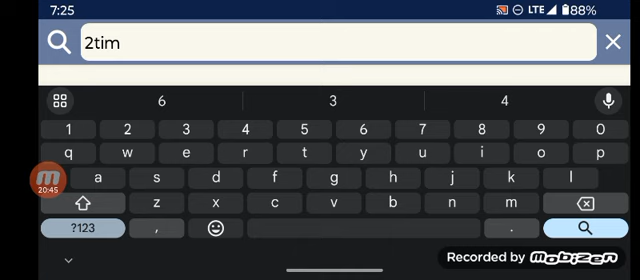 7:25 LTE 88%
2tim
6 3 4
1 2 3 4 5 6 7 8 9 0
q w e r t y u i o p
a s d f g h j k l
z x c v b n m
?123 , .
20:45
Recorded by mobizen